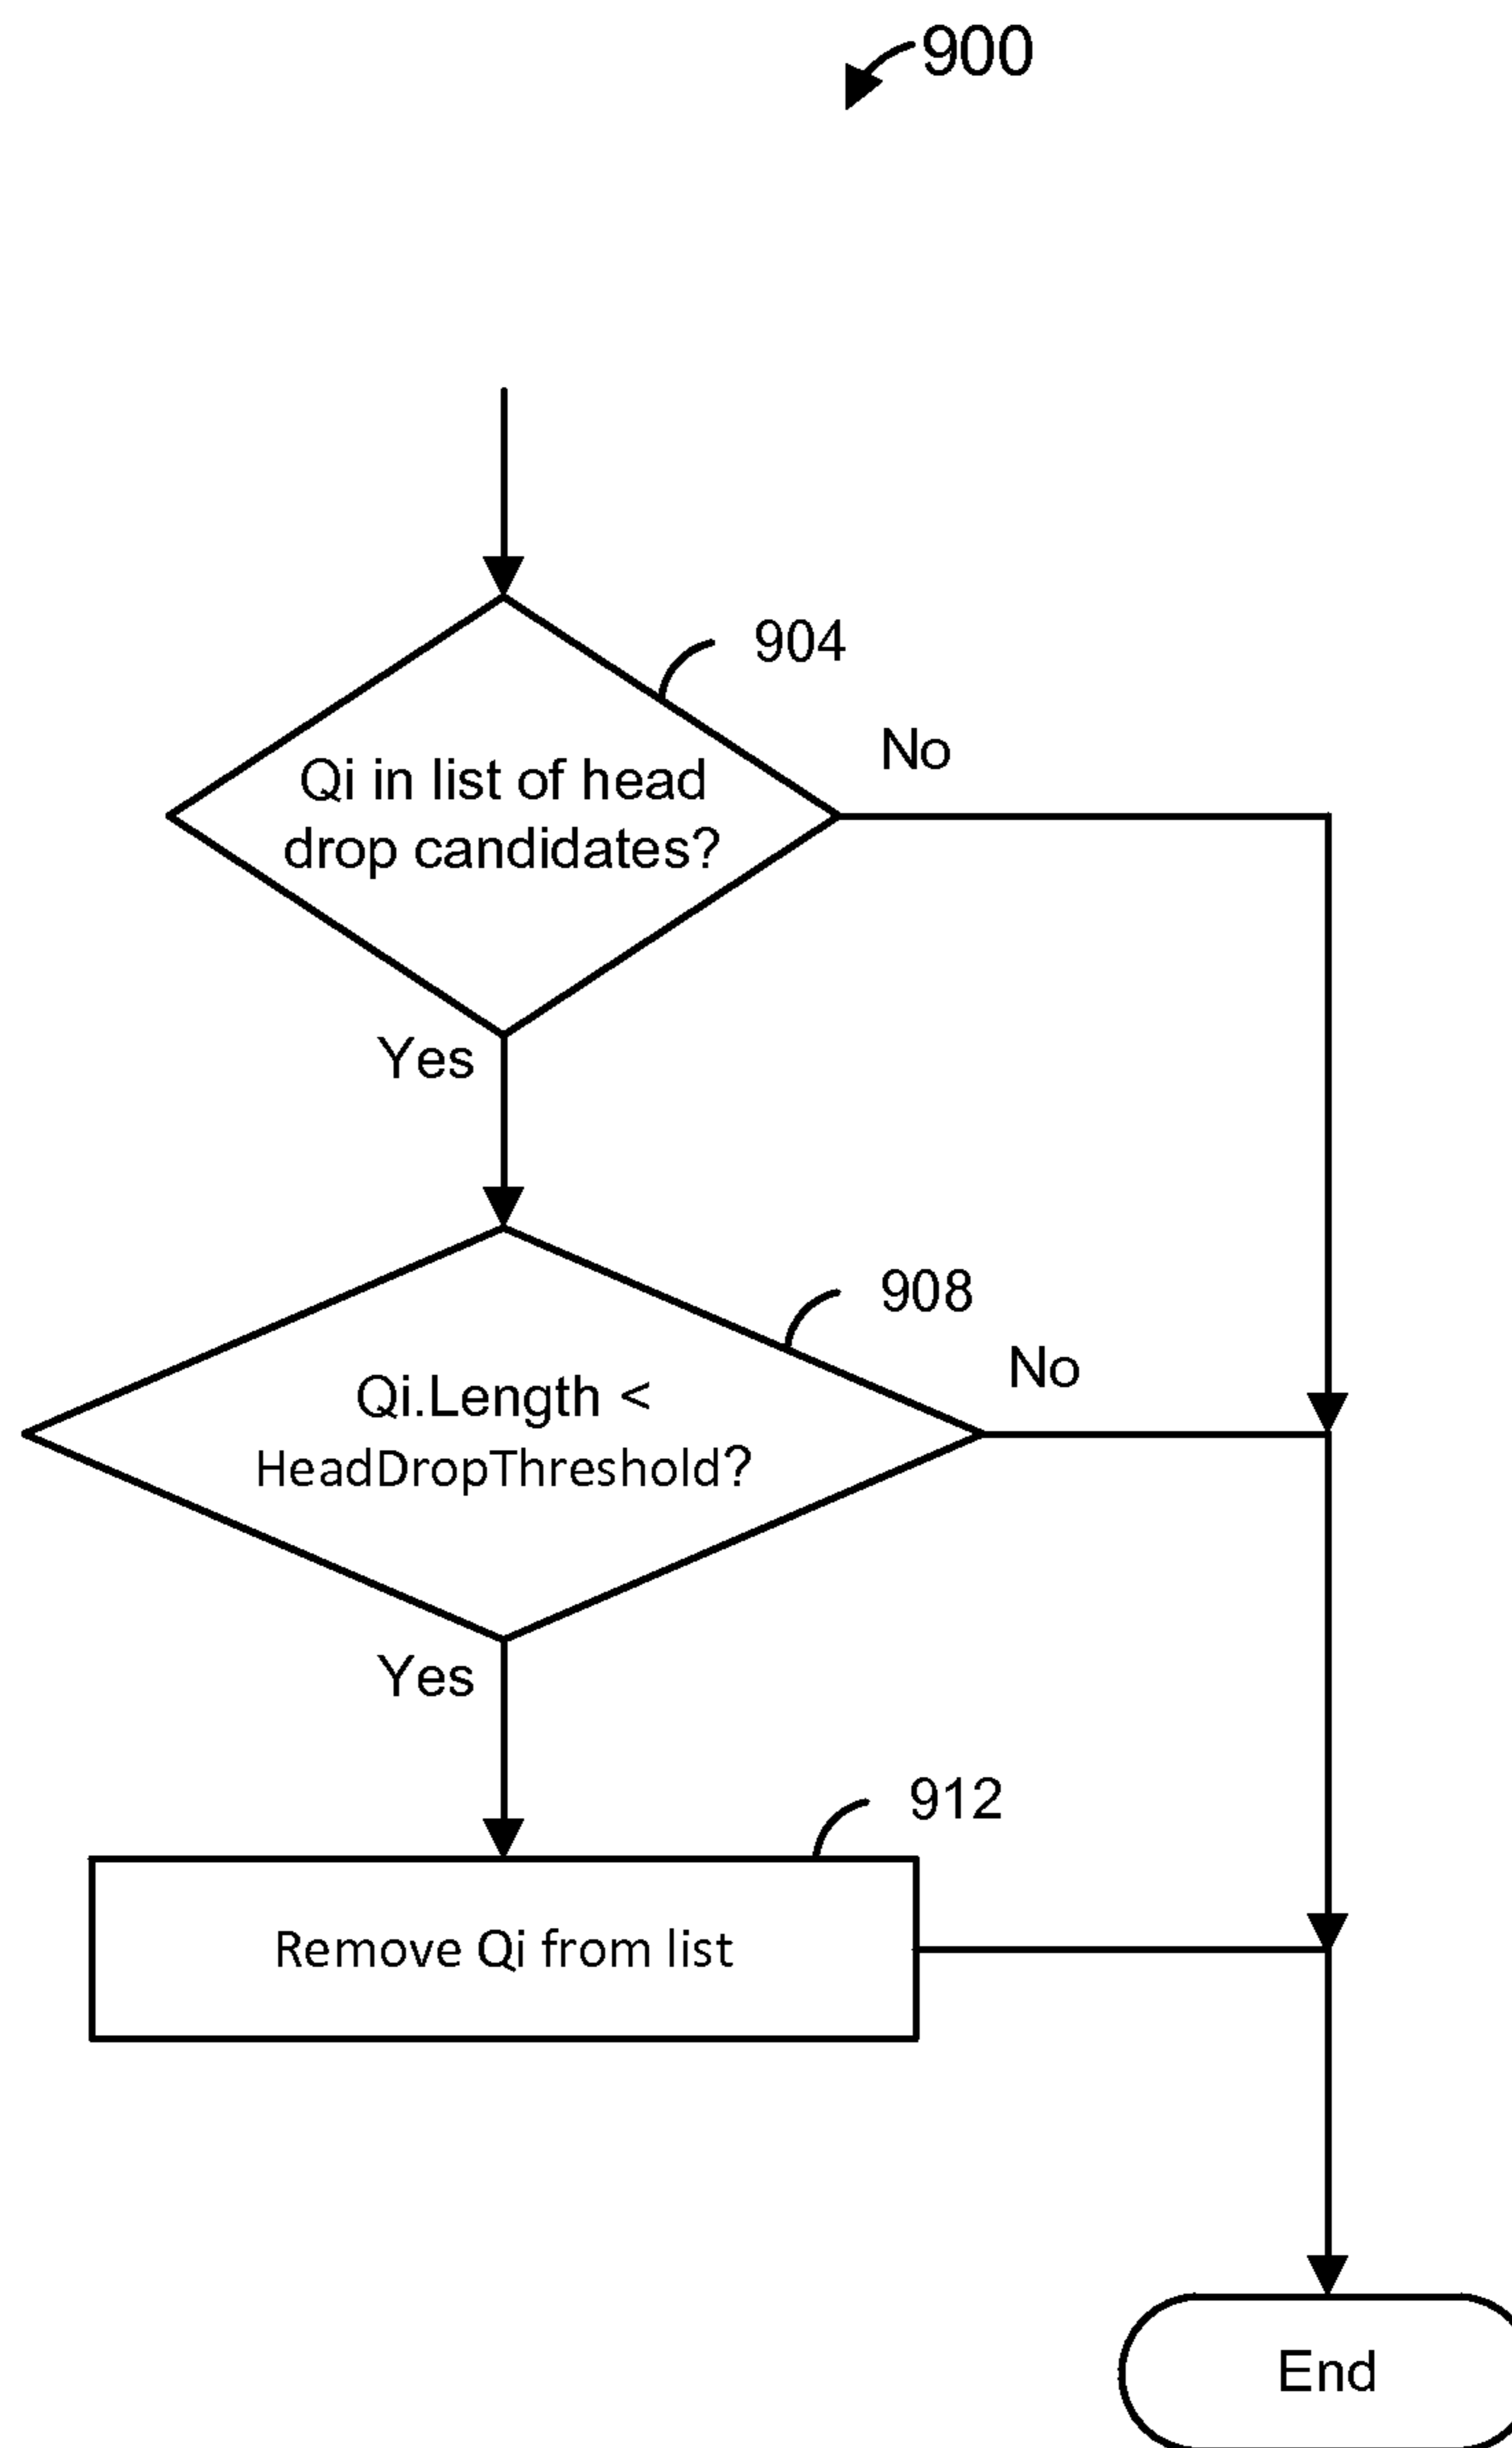 900
904
No
Qi in list of head
drop candidates?
Yes
908
No
Qi.Length <
HeadDropThreshold?
Yes
912
Remove Qi from list
End